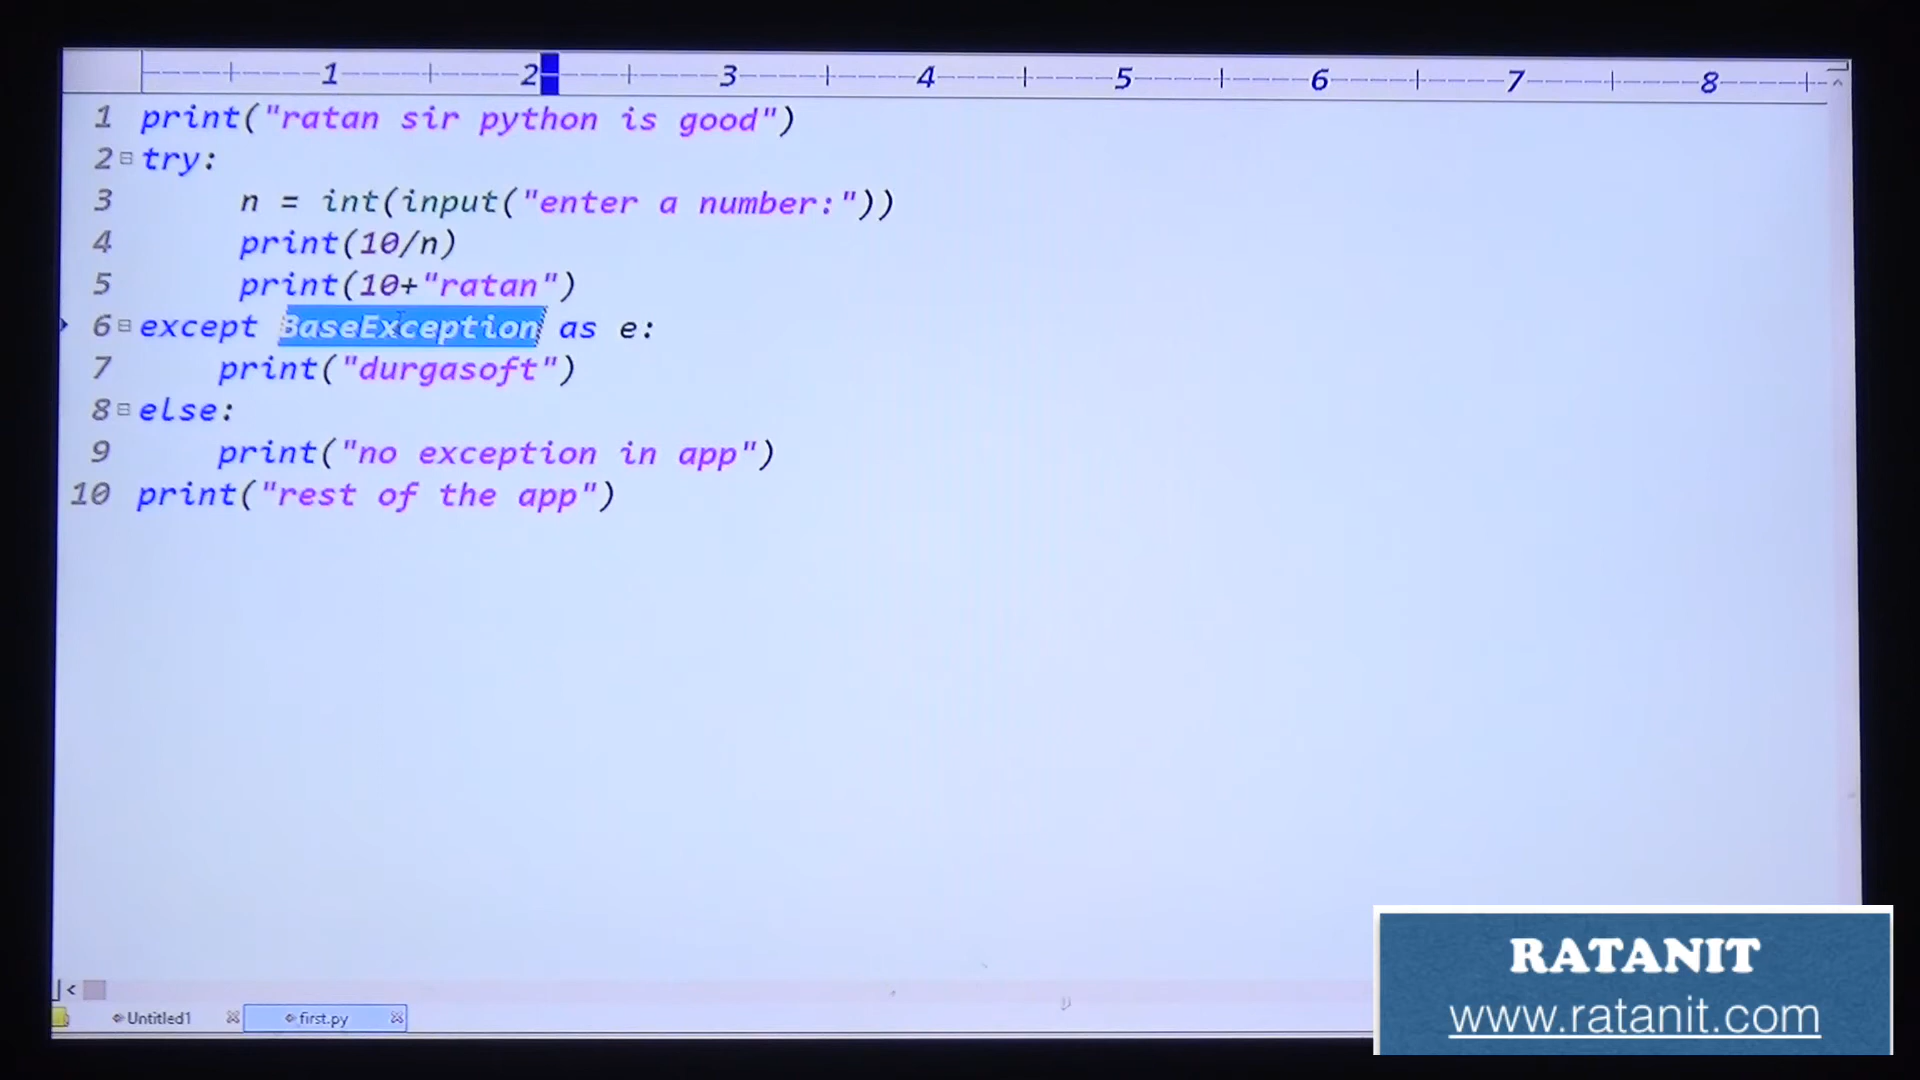 1 2 3 4 5 6 7 8
1 print("ratan sir python is good")
2 try:
3 n = int(input("enter a number:"))
4 print(10/n)
5 print(10+"ratan")
6 except BaseException as e:
7 print("durgasoft")
8 else:
9 print("no exception in app")
10 print("rest of the app")
Untitled1 first.py
RATANIT
www.ratanit.com